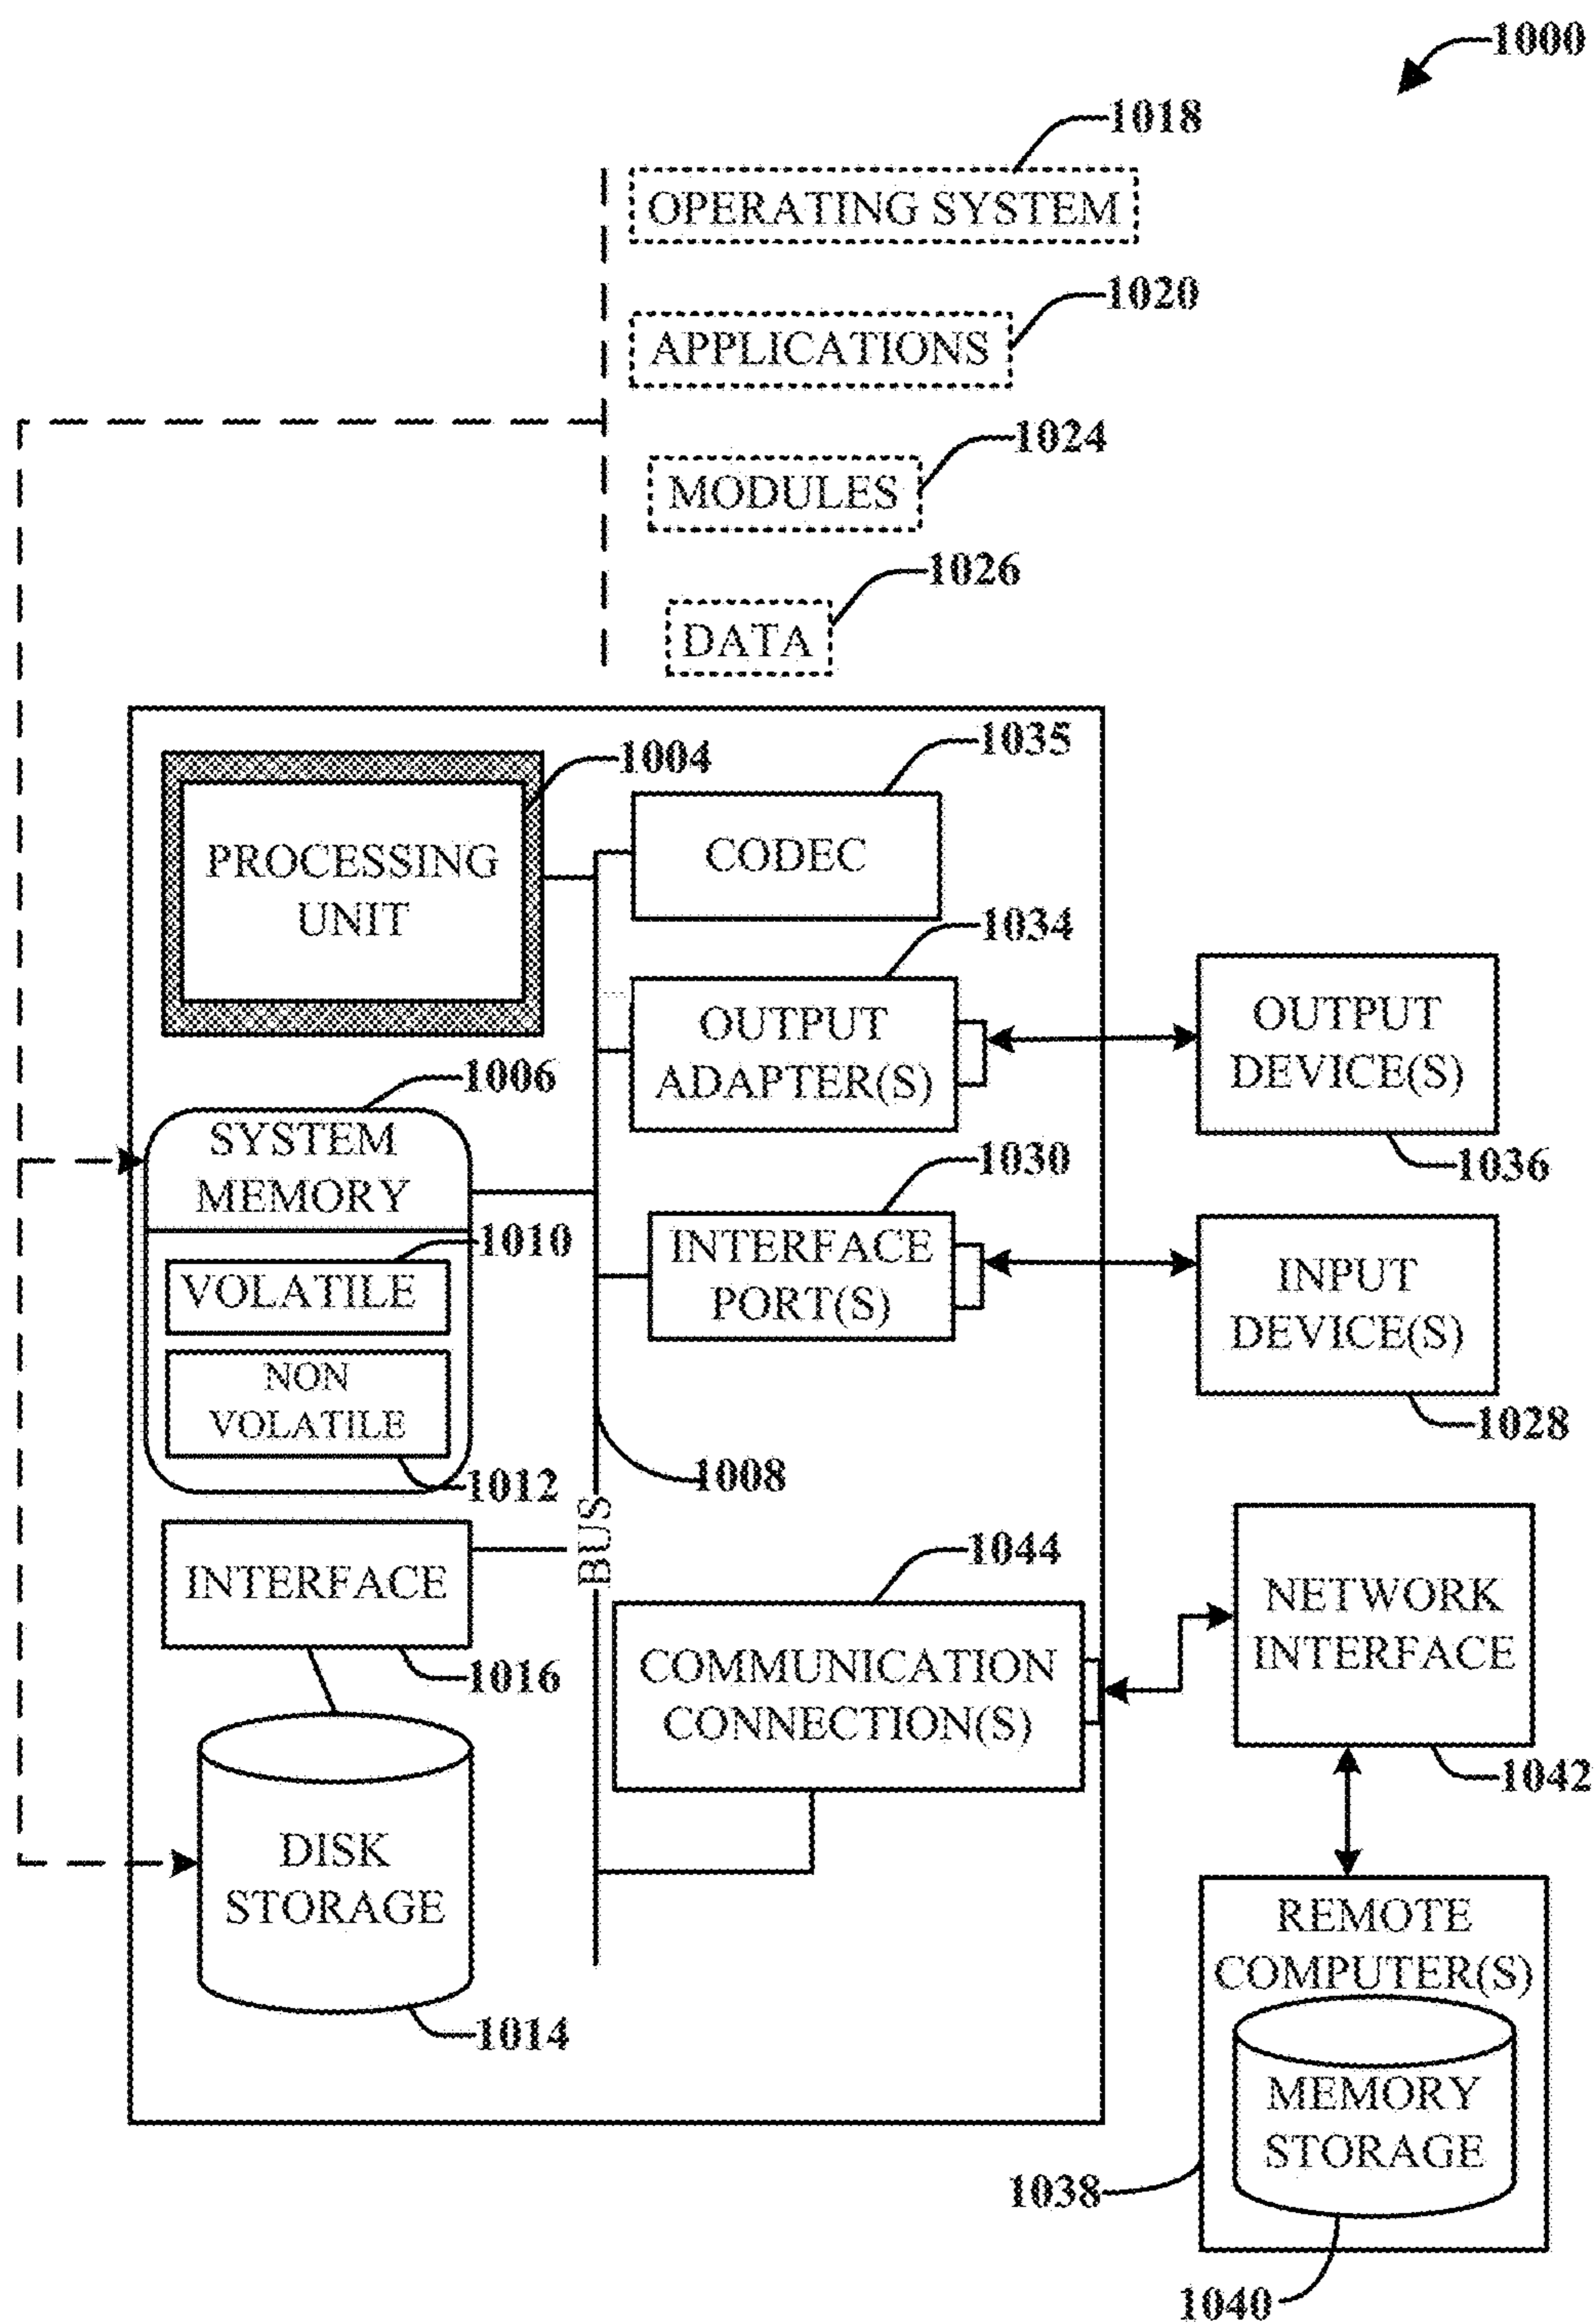 1000
1018
OPERATING SYSTEM
1020
APPLICATIONS
1024
MODULES
1026
DATA
1004
PROCESSING
UNIT
1035
CODEC
1034
OUTPUT
ADAPTER(S)
OUTPUT
DEVICE(S)
1036
1006
SYSTEM
MEMORY
1010
VOLATILE
NON
VOLATILE
1012
1030
INTERFACE
PORT(S)
INPUT
DEVICE(S)
1028
1008
BUS
INTERFACE
1016
1044
COMMUNICATION
CONNECTION(S)
NETWORK
INTERFACE
1042
DISK
STORAGE
1014
REMOTE
COMPUTER(S)
MEMORY
STORAGE
1038
1040